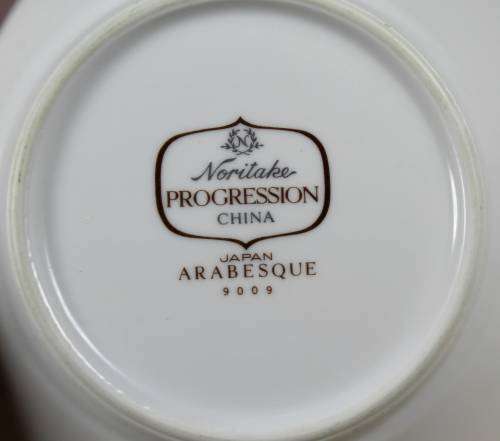 N
Noritake
PROGRESSION
CHINA
JAPAN
ARABESQUE
9009